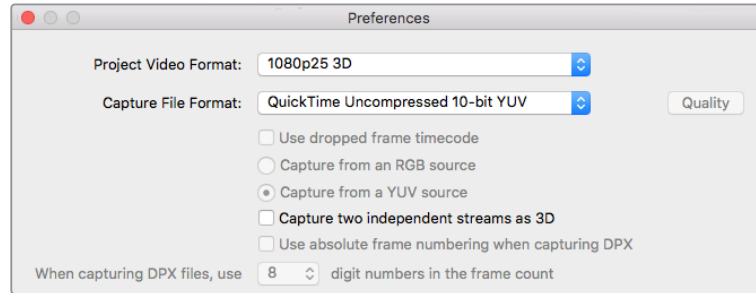 Preferences
Project Video Format: 1080p25 3D
Capture File Format: QuickTime Uncompressed 10-bit YUV Quality
Use dropped frame timecode
Capture from an RGB source
Capture from a YUV source
Capture two independent streams as 3D
Use absolute frame numbering when capturing DPX
When capturing DPX files, use 8 digit numbers in the frame count